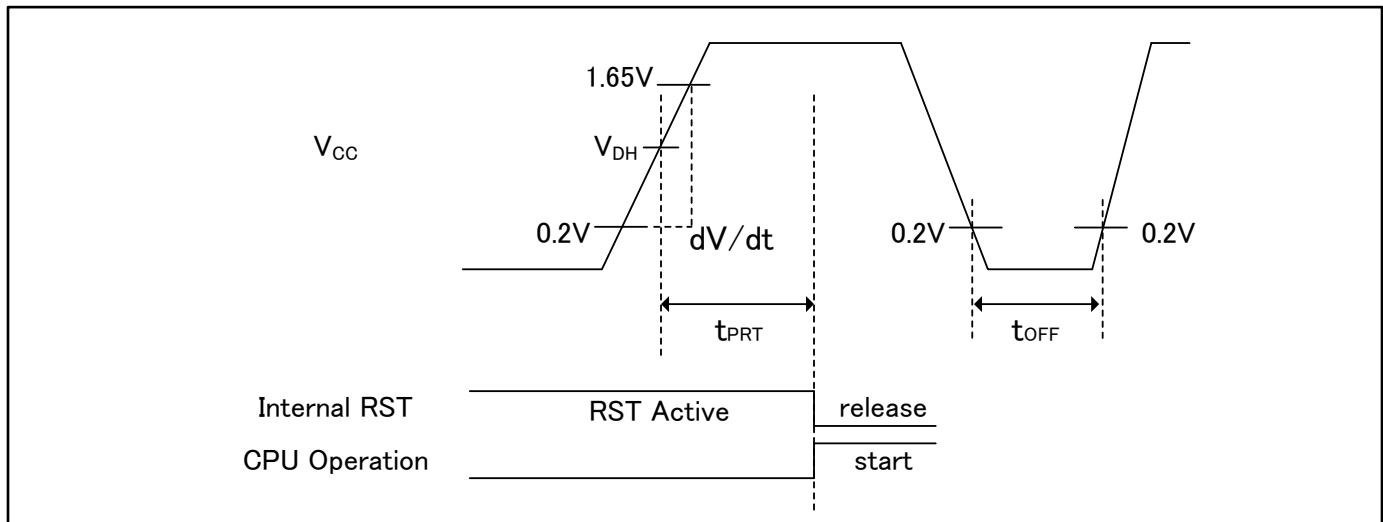 1.65V
VCC
VDH
0.2V
dV/dt
0.2V
0.2V
tPRT
tOFF
Internal RST
RST Active
release
CPU Operation
start